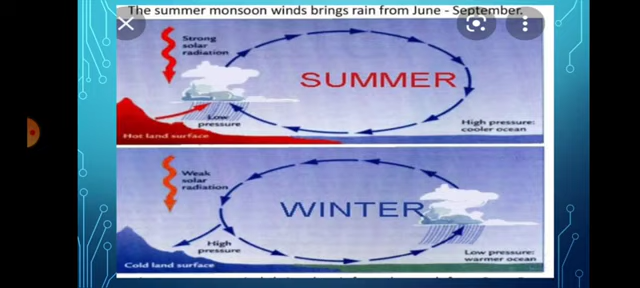 The summer monsoon winds brings rain from June - September.
Strong
solar
radiation
SUMMER
Low
pressure
High pressure:
cooler ocean
Hot land surface
Weak
solar
radiation
WINTER
High
pressure
Low pressure:
warmer ocean
Cold land surface